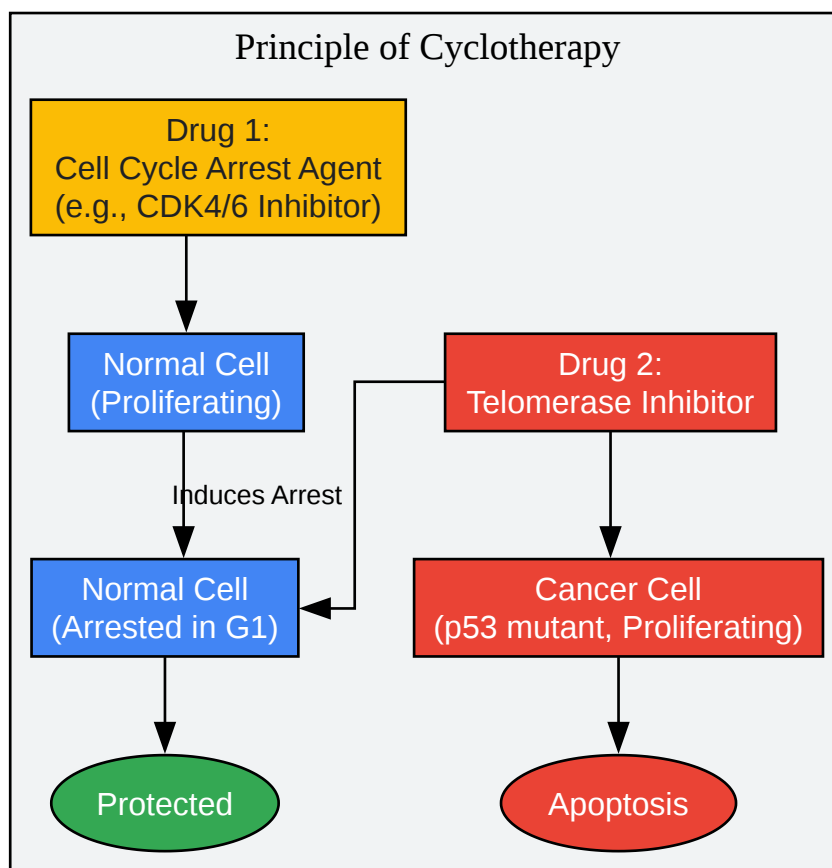 Principle of Cyclotherapy
Drug 1:
Cell Cycle Arrest Agent
(e.g., CDK4/6 Inhibitor)
Normal Cell
(Proliferating)
Drug 2:
Telomerase Inhibitor
Induces Arrest
Normal Cell
(Arrested in G1)
Cancer Cell
(p53 mutant, Proliferating)
Protected
Apoptosis